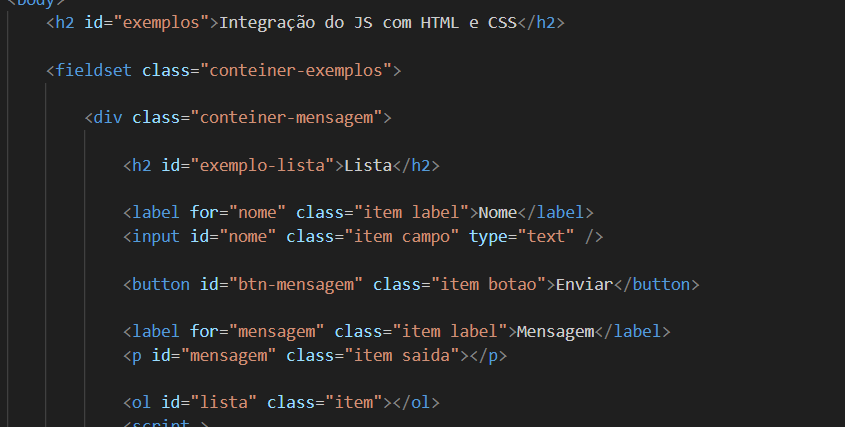 <body>
<h2 id="exemplos">Integração do JS com HTML e CSS</h2>
<fieldset class="conteiner-exemplos">
<div class="conteiner-mensagem">
<h2 id="exemplo-lista">Lista</h2>
<label for="nome" class="item label">Nome</label>
<input id="nome" class="item campo" type="text" />
<button id="btn-mensagem" class="item botao">Enviar</button>
<label for="mensagem" class="item label">Mensagem</label>
<p id="mensagem" class="item saida"></p>
<ol id="lista" class="item"></ol>
<script >